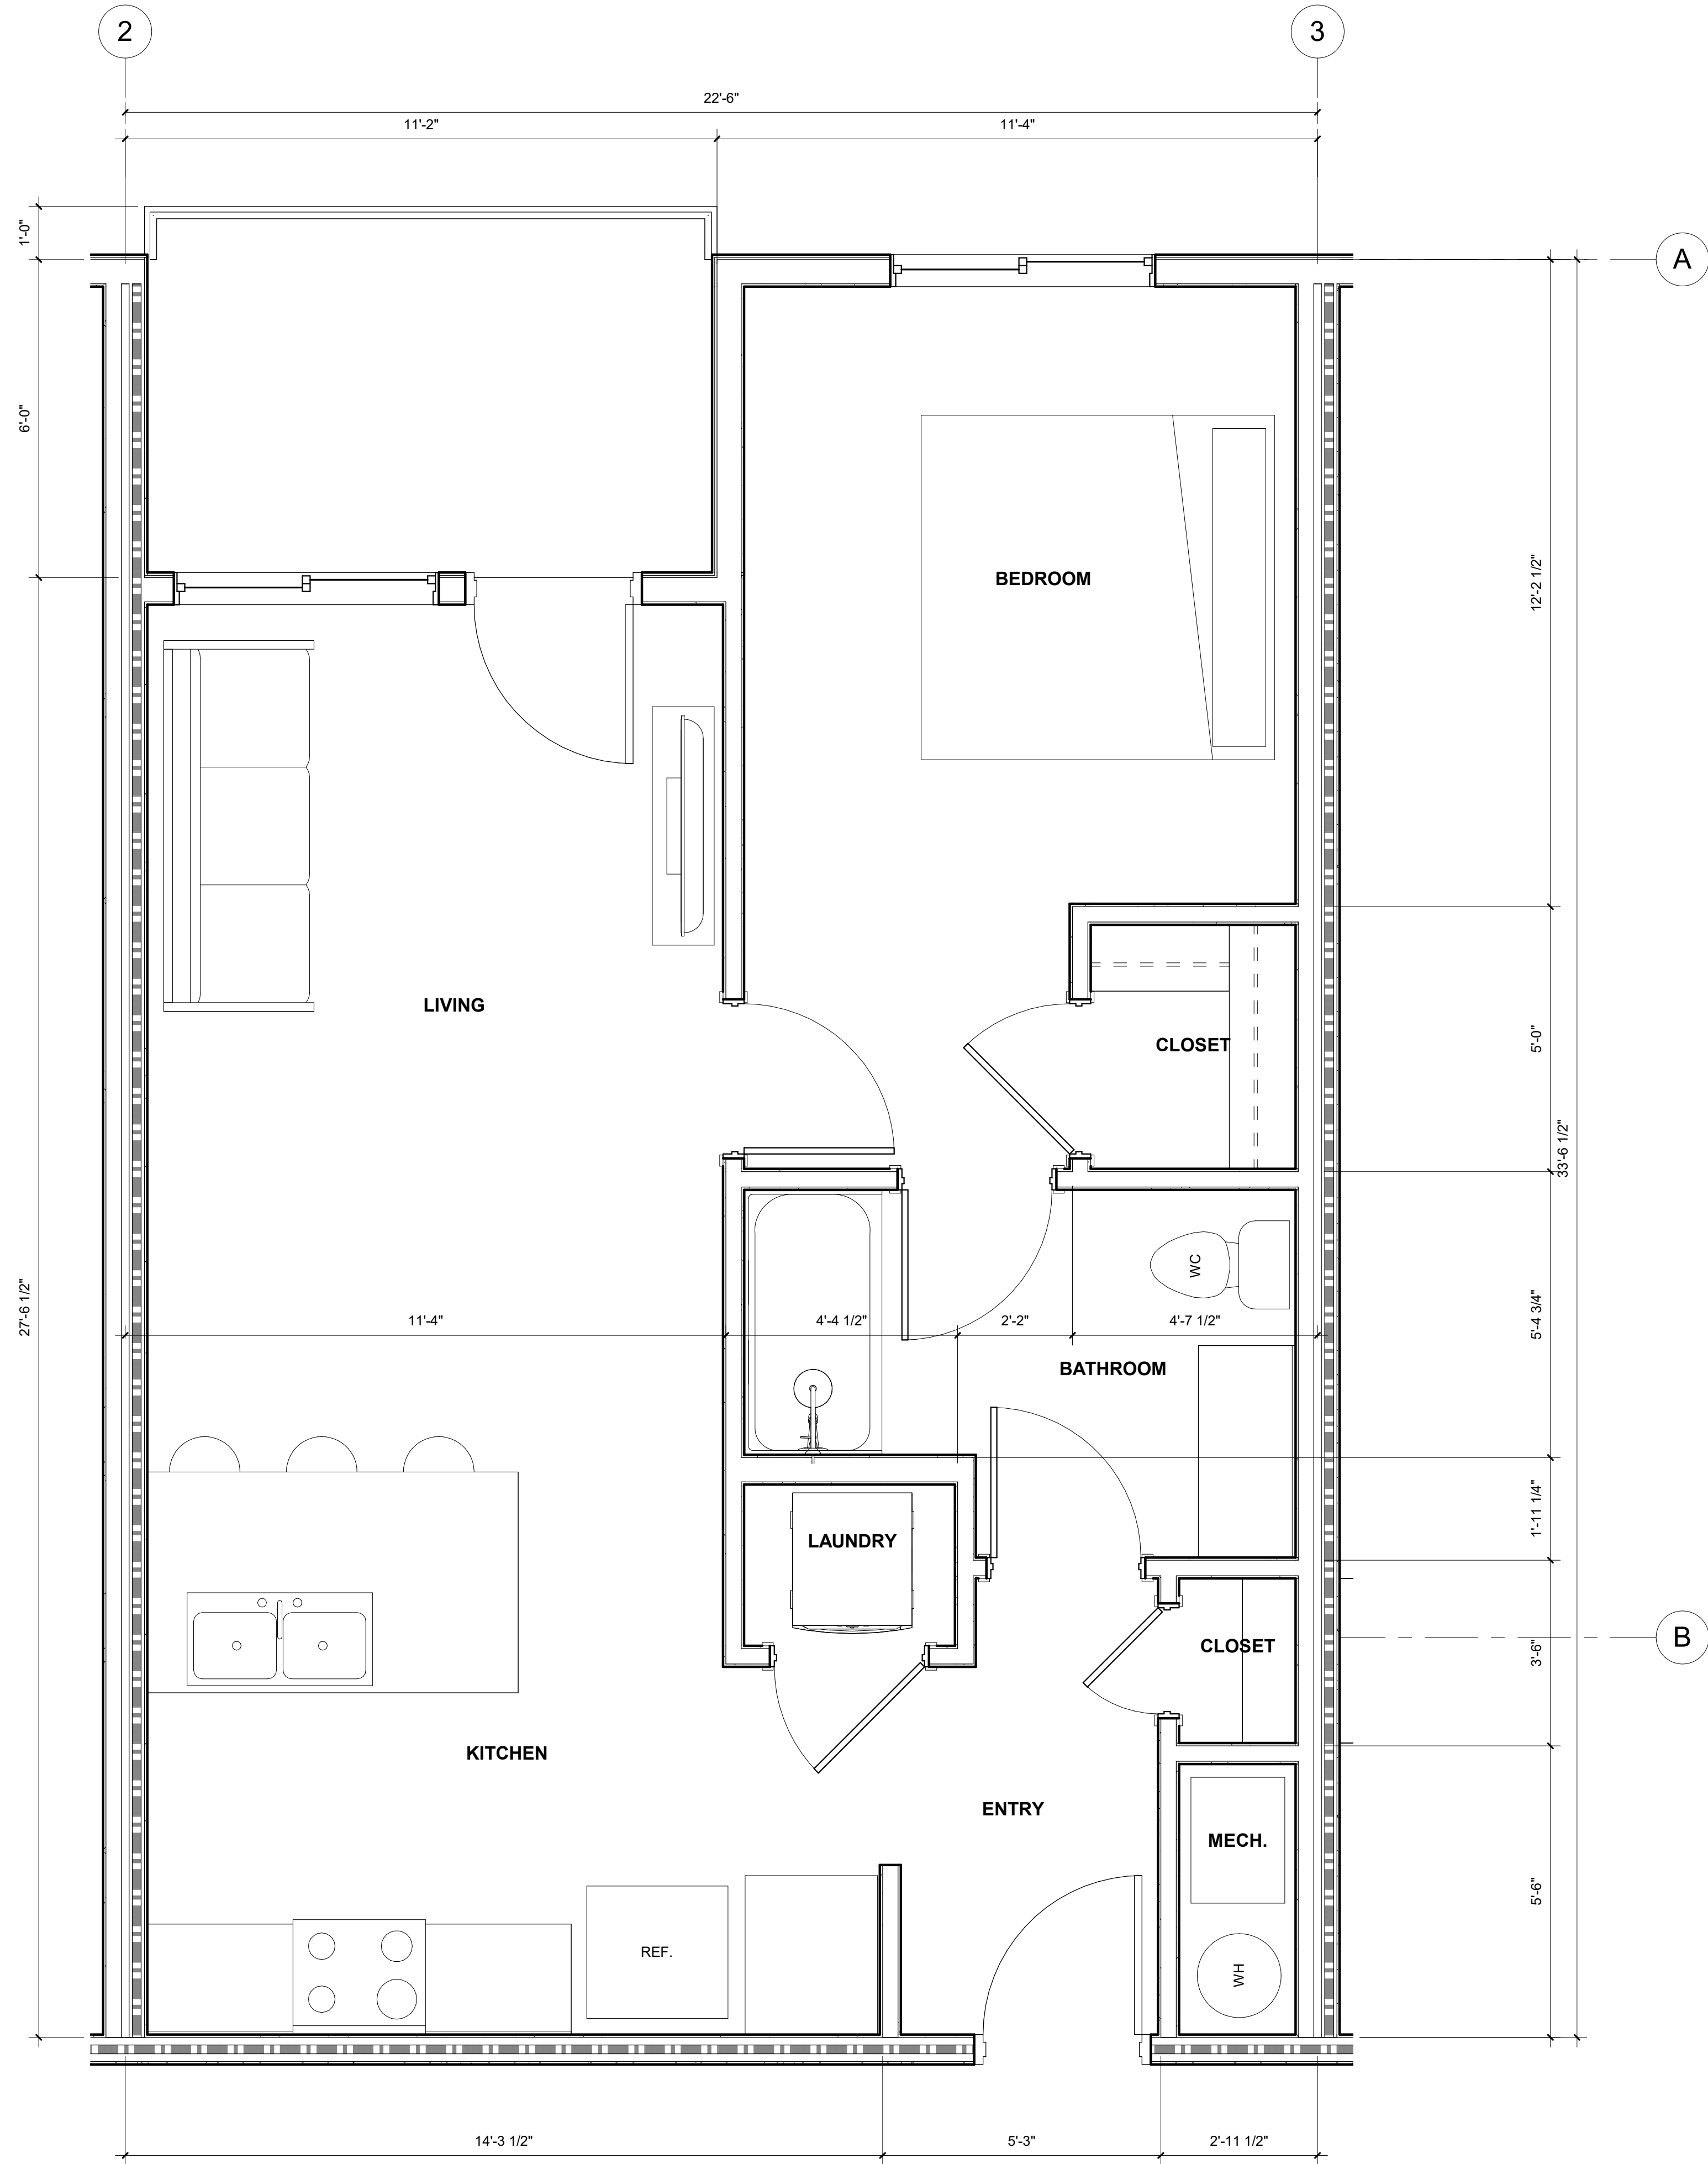 2
3
22'-6"
11'-2"
11'-4"
1'-0"
A
6'-0"
BEDROOM
12'-2 1/2"
LIVING
CLOSET
5'-0"
33'-6 1/2"
WC
27'-6 1/2"
11'-4"
4'-4 1/2"
2'-2"
4'-7 1/2"
5'-4 3/4"
BATHROOM
LAUNDRY
1'-11 1/4"
CLOSET
3'-6"
B
KITCHEN
ENTRY
MECH.
5'-6"
REF.
WH
14'-3 1/2"
5'-3"
2'-11 1/2"